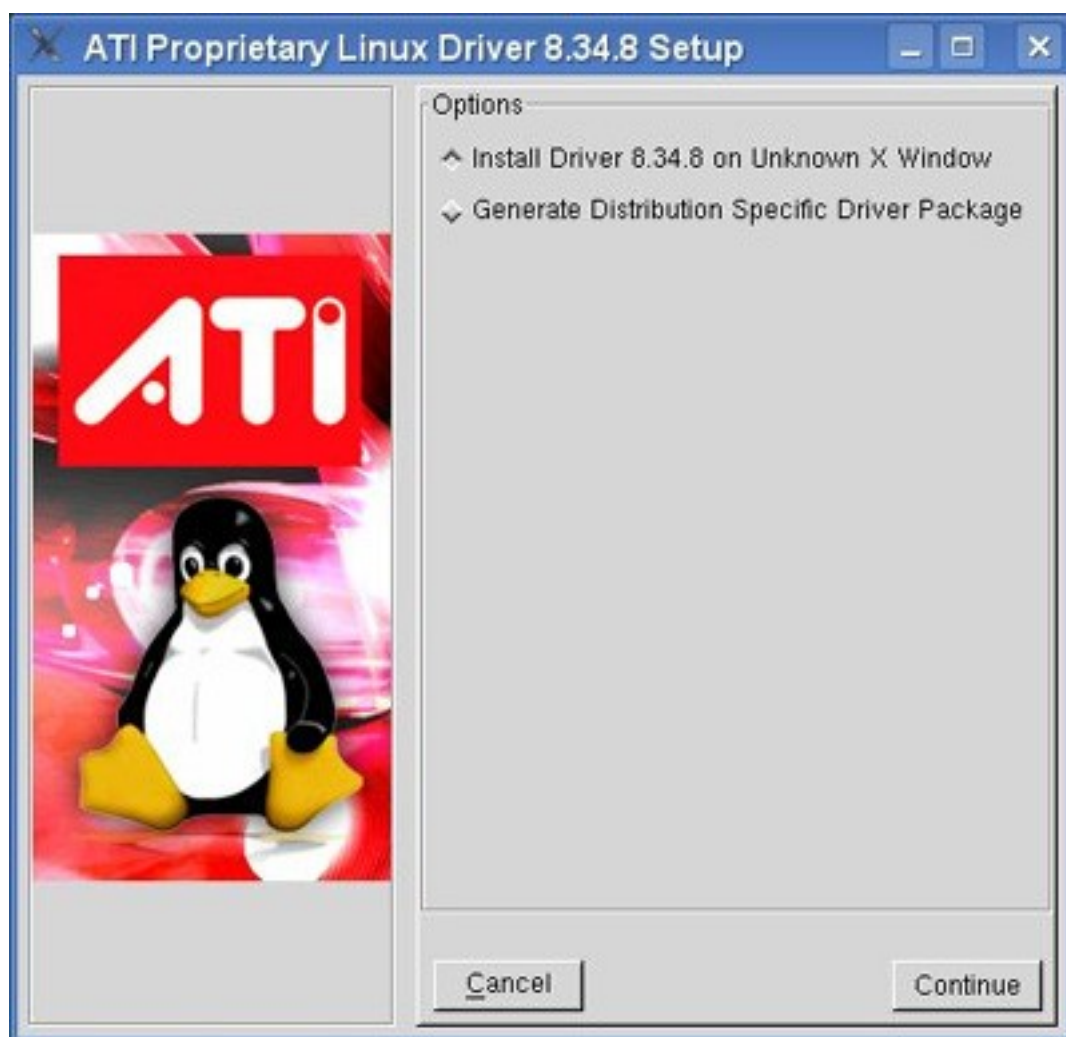 ATI Proprietary Linux Driver 8.34.8 Setup
Options
Install Driver 8.34.8 on Unknown X Window
Generate Distribution Specific Driver Package
ATI
Cancel
Continue